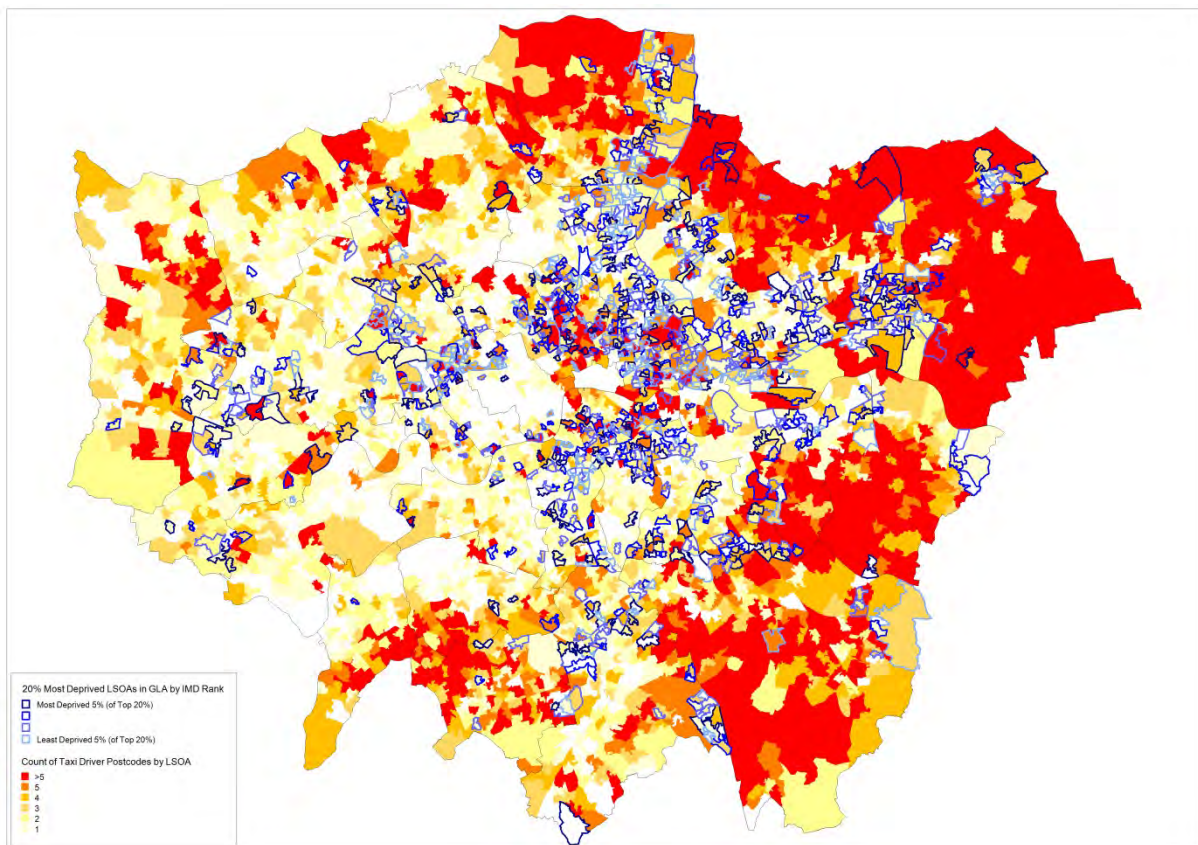 20% Most Deprived LSOAs in GLA by IMD Rank
Most Deprived 5% (of Top 20%)
Least Deprived 5% (of Top 20%)
Count of Taxi Driver Postcodes by LSOA
>5
5
4
3
2
1